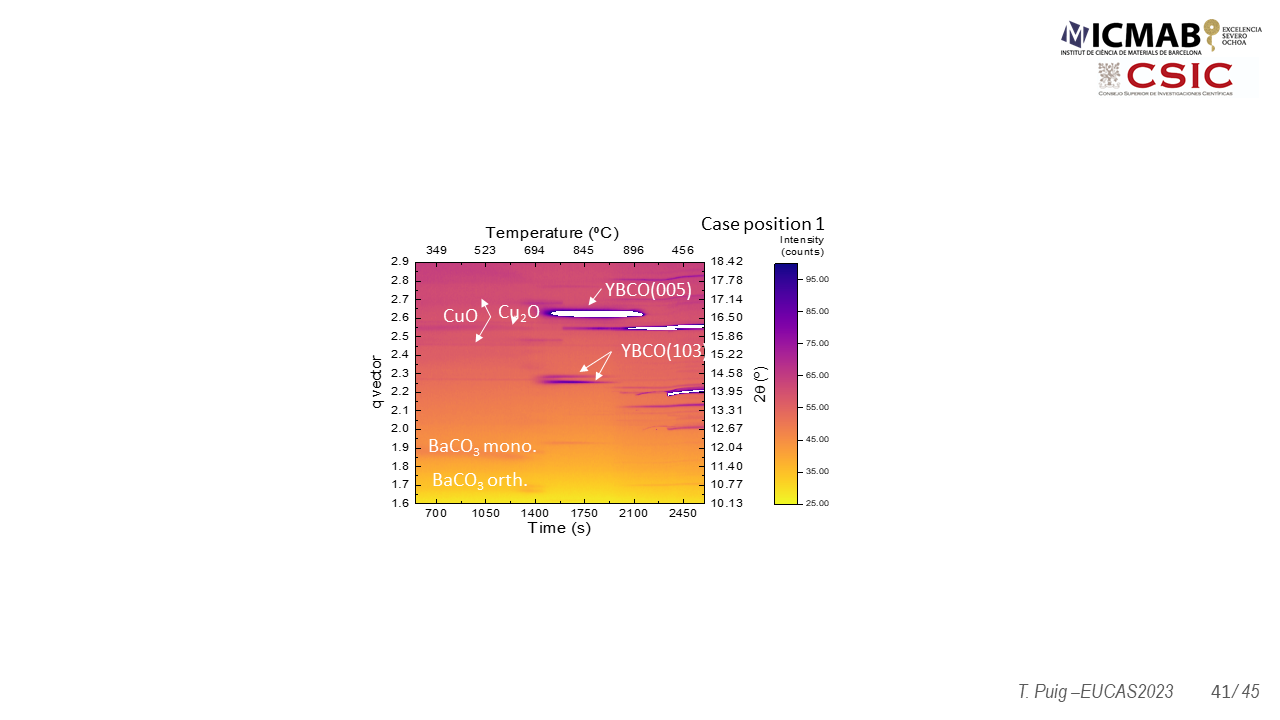 ICMAB
EXCELENCIA
SEVERO
OCHOA
INSTITUT DE CIÈNCIA DE MATERIALS DE BARCELONA
CSIC
CONSEJO SUPERIOR DE INVESTIGACIONES CIENTÍFICAS
Case position 1
Temperature (ºC)
Intensity
(counts)
349 523 694 845 896 456
2.9 18.42
2.8 17.78
2.7 17.14
2.6 16.50
2.5 15.86
2.4 15.22
2.3 14.58
2.2 13.95
2.1 13.31
2.0 12.67
1.9 12.04
1.8 11.40
1.7 10.77
1.6 10.13
q vector
2θ (º)
YBCO(005)
CuO
Cu2O
YBCO(103)
BaCO3 mono.
BaCO3 orth.
95.00
85.00
75.00
65.00
55.00
45.00
35.00
25.00
700 1050 1400 1750 2100 2450
Time (s)
T. Puig –EUCAS2023 41/ 45